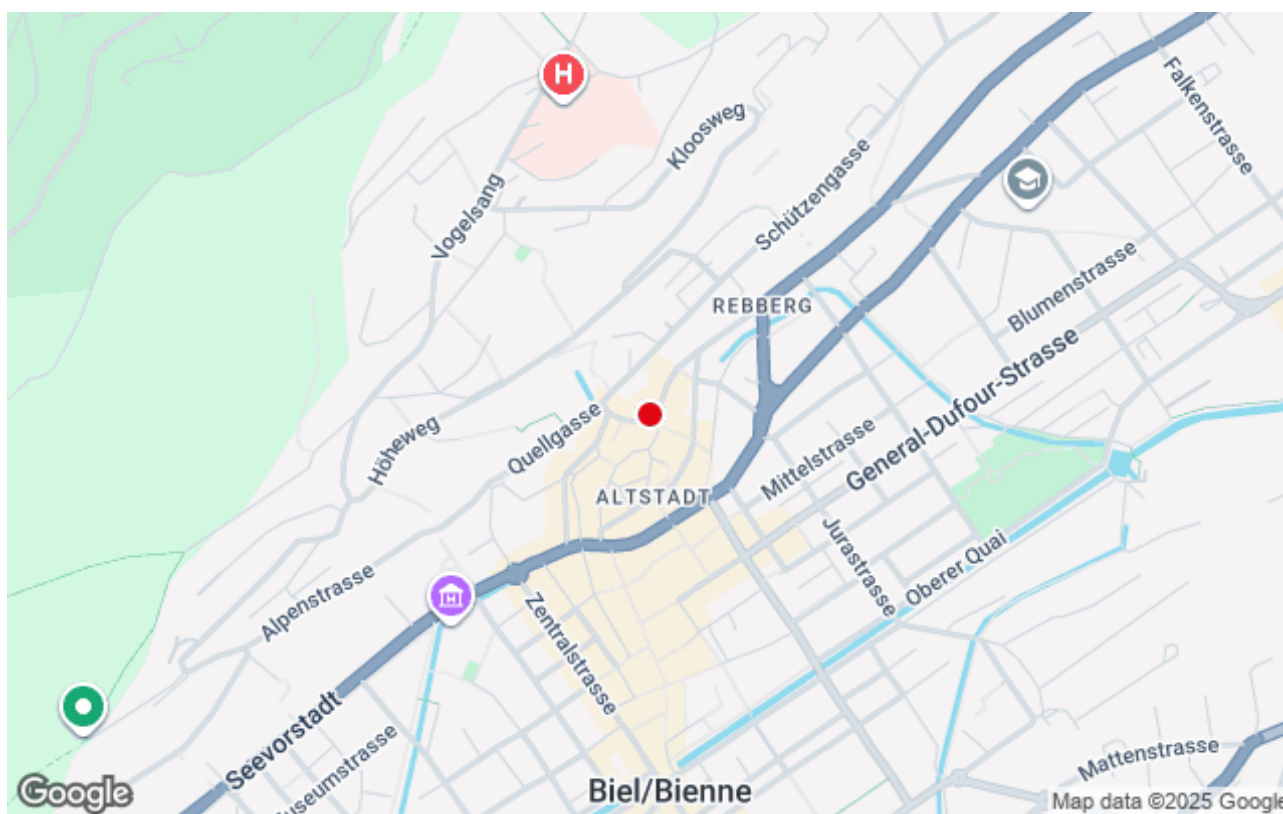 H
Falkenstrasse
Kloosweg
Vogelsang
Schützengasse
REBBERG
Blumenstrasse
General-Dufour-Strasse
Mittelstrasse
Höheweg
Quellgasse
ALTSTADT
Jurastrasse
Oberer Quai
Alpenstrasse
Zentralstrasse
Seevorstadt
Museumstrasse
Mattenstrasse
Biel/Bienne
Google
Map data ©2025 Google